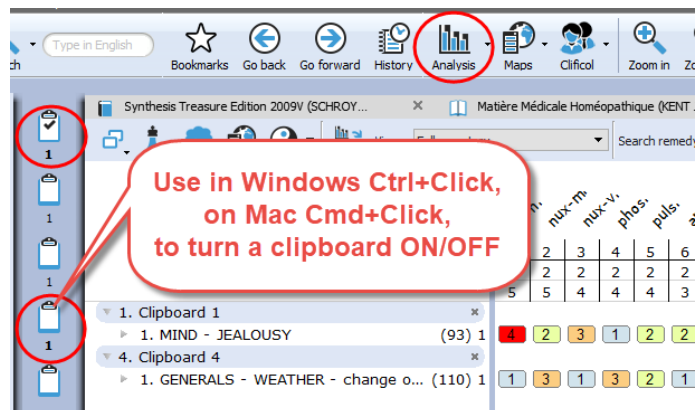 ch
Type in English
Bookmarks Go back Go forward History Analysis Maps Clificol Zoom in Zo
Synthesis Treasure Edition 2009V (SCHROY... × Matière Médicale Homéopathique (KENT
Search remedy
1
Use in Windows Ctrl+Click,
on Mac Cmd+Click,
to turn a clipboard ON/OFF
nux-m. nux-v. phos. puls.
1
2 3 4 5 6
2 2 2 2 2
5 5 4 4 4 3
1
1. Clipboard 1 ×
1. MIND - JEALOUSY (93) 1 4 2 3 1 2 2
1
4. Clipboard 4 ×
1. GENERALS - WEATHER - change o... (110) 1 1 3 1 3 2 1